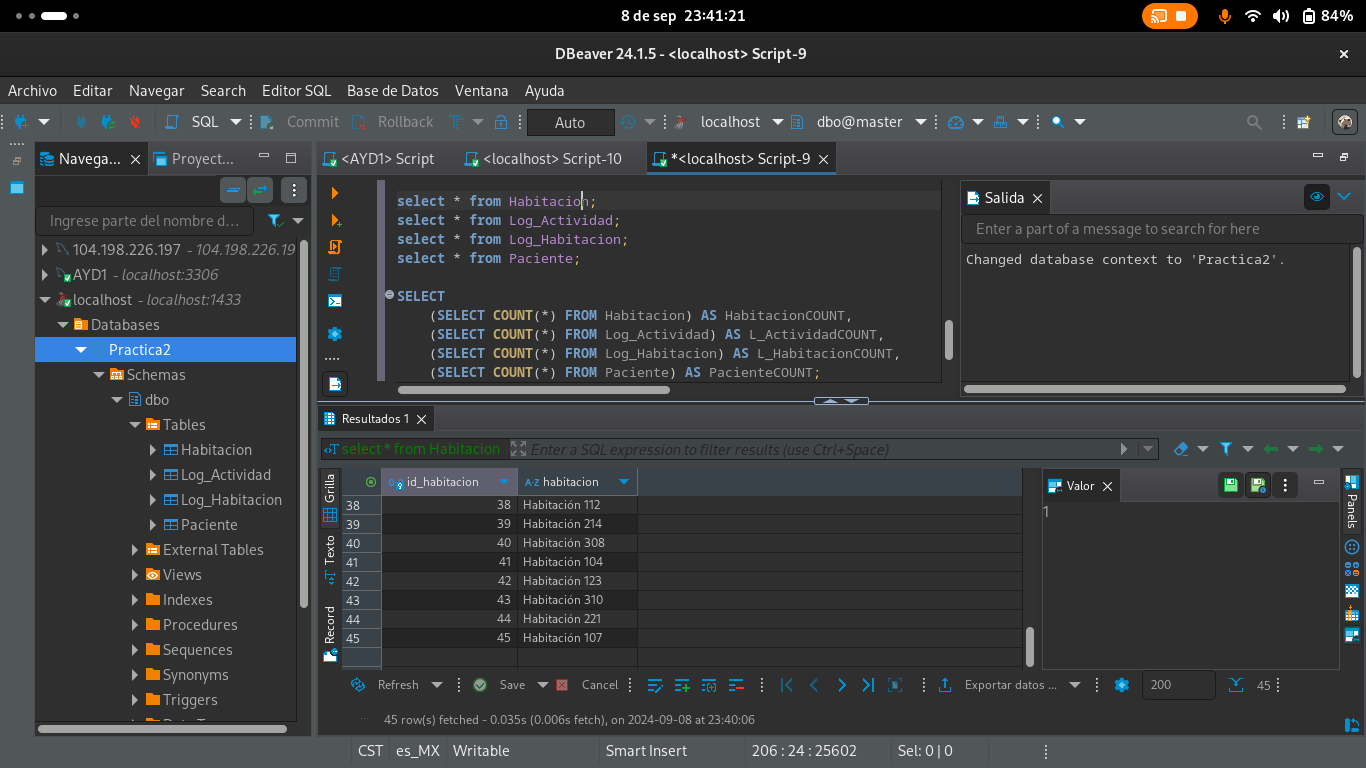 8 de sep 23:41:21
84%
DBeaver 24.1.5 - <localhost> Script-9
Archivo Editar Navegar Search Editor SQL Base de Datos Ventana Ayuda
SQL Commit Rollback Auto localhost dbo@master
Navega... Proyect...
Ingrese parte del nombre d...
104.198.226.197 - 104.198.226.19
AYD1 - localhost:3306
localhost - localhost:1433
Databases
Practica2
Schemas
dbo
Tables
Habitacion
Log_Actividad
Log_Habitacion
Paciente
External Tables
Views
Indexes
Procedures
Sequences
Synonyms
Triggers
<AYD1> Script <localhost> Script-10 *<localhost> Script-9
select * from Habitacion;
select * from Log_Actividad;
select * from Log_Habitacion;
select * from Paciente;
SELECT
(SELECT COUNT(*) FROM Habitacion) AS HabitacionCOUNT,
(SELECT COUNT(*) FROM Log_Actividad) AS L_ActividadCOUNT,
(SELECT COUNT(*) FROM Log_Habitacion) AS L_HabitacionCOUNT,
(SELECT COUNT(*) FROM Paciente) AS PacienteCOUNT;
Salida
Enter a part of a message to search for here
Changed database context to 'Practica2'.
Resultados 1
select * from Habitacion Enter a SQL expression to filter results (use Ctrl+Space)
Grilla
Texto
Record
id_habitacion A-Z habitacion
38 38 Habitación 112
39 39 Habitación 214
40 40 Habitación 308
41 41 Habitación 104
42 42 Habitación 123
43 43 Habitación 310
44 44 Habitación 221
45 45 Habitación 107
Valor
1
Panels
Refresh Save Cancel Exportar datos ... 200 45
45 row(s) fetched - 0.035s (0.006s fetch), on 2024-09-08 at 23:40:06
CST es_MX Writable Smart Insert 206 : 24 : 25602 Sel: 0 | 0